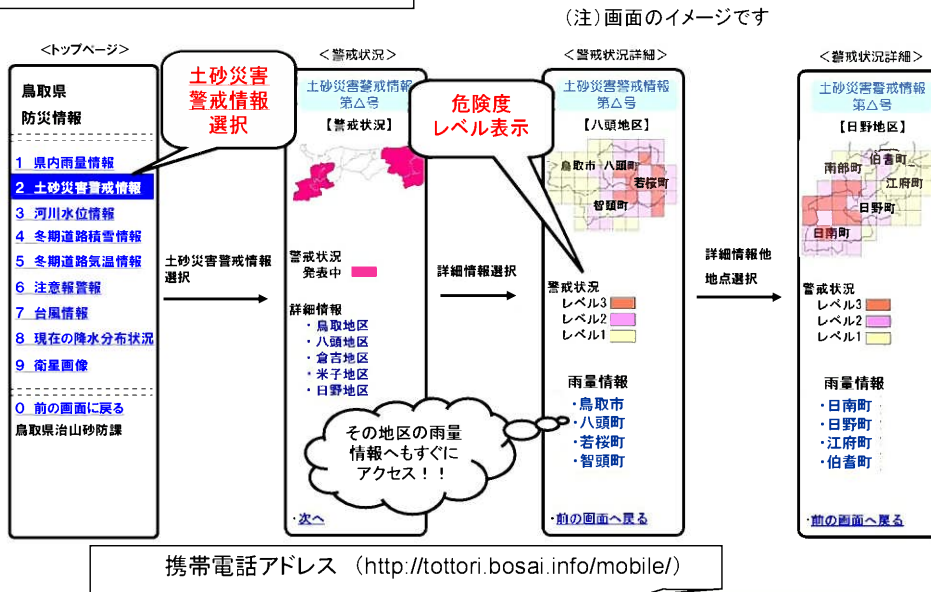 (注)画面のイメージです
<トップページ>
鳥取県
防災情報
1 県内雨量情報
2 土砂災害警戒情報
3 河川水位情報
4 冬期道路積雪情報
5 冬期道路気温情報
6 注意報警報
7 台風情報
8 現在の降水分布状況
9 衛星画像
0 前の画面に戻る
鳥取県治山砂防課
土砂災害
警戒情報
選択
土砂災害警戒情報
選択
<警戒状況>
土砂災害警戒情報
第△号
【警戒状況】
警戒状況
発表中
詳細情報
・鳥取地区
・八頭地区
・倉吉地区
・米子地区
・日野地区
・次へ
危険度
レベル表示
詳細情報選択
その地区の雨量
情報へもすぐに
アクセス!!
<警戒状況詳細>
土砂災害警戒情報
第△号
【八頭地区】
鳥取市 八頭町
若桜町
智頭町
警戒状況
レベル3
レベル2
レベル1
雨量情報
・鳥取市
・八頭町
・若桜町
・智頭町
・前の画面へ戻る
詳細情報他
地点選択
<警戒状況詳細>
土砂災害警戒情報
第△号
【日野地区】
伯耆町
南部町
江府町
日野町
日南町
警戒状況
レベル3
レベル2
レベル1
雨量情報
・日南町
・日野町
・江府町
・伯耆町
・前の画面へ戻る
携帯電話アドレス (http://tottori.bosai.info/mobile/)